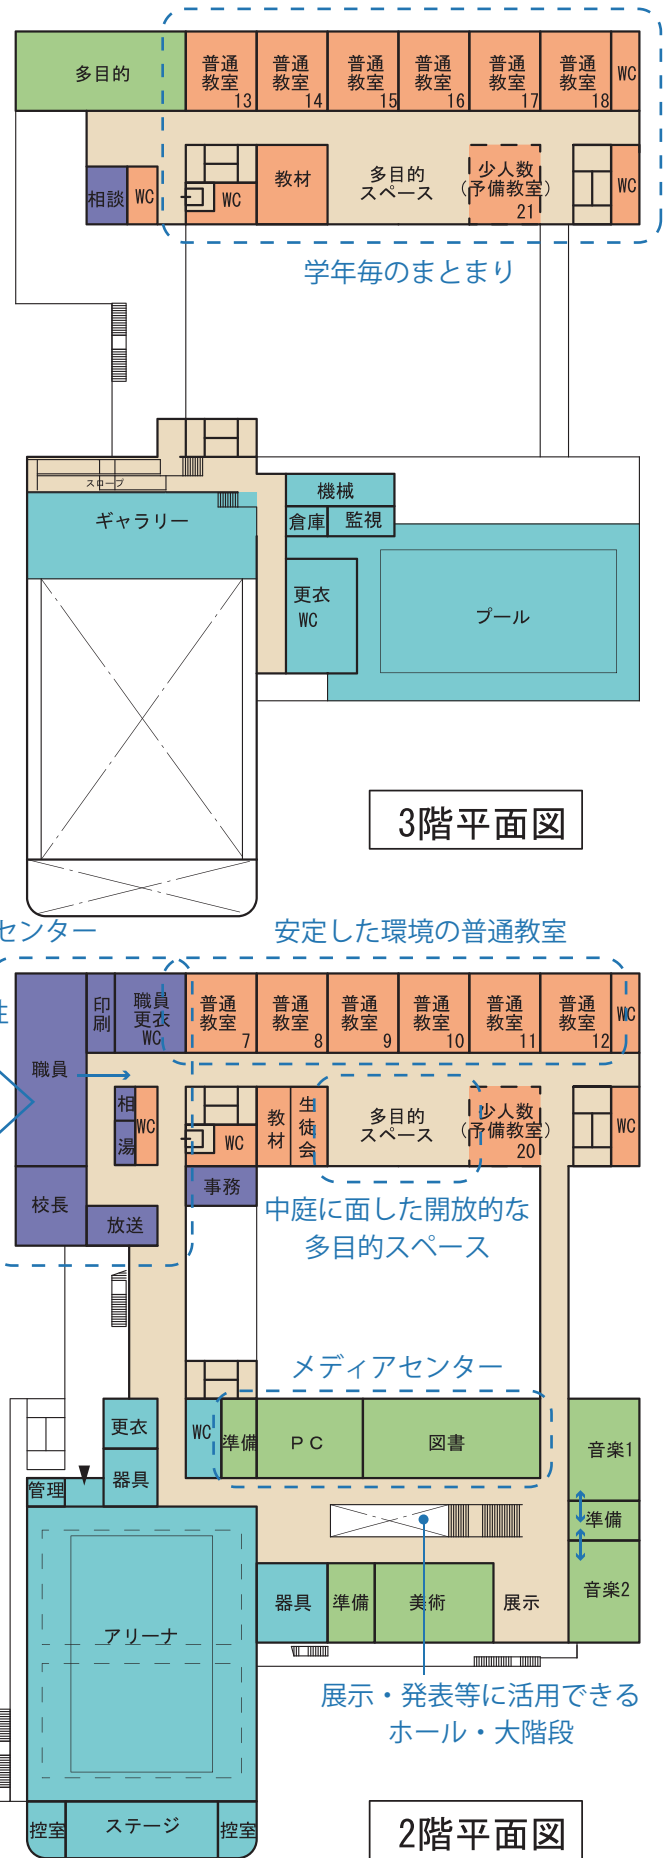 多目的
普通
教室
13
普通
教室
14
普通
教室
15
普通
教室
16
普通
教室
17
普通
教室
18
WC
相談
WC
WC
教材
多目的
スペース
少人数
(予備教室)
21
WC
学年毎のまとまり
スロープ
ギャラリー
機械
倉庫
監視
更衣
WC
プール
3階平面図
センター
安定した環境の普通教室
性
職員
印
刷
職員
更衣
WC
普通
教室
7
普通
教室
8
普通
教室
9
普通
教室
10
普通
教室
11
普通
教室
12
WC
相
湯
WC
WC
教
材
生
徒
会
多目的
スペース
少人数
(予備教室)
20
WC
校長
放送
事務
中庭に面した開放的な
多目的スペース
メディアセンター
更衣
WC
準備
PC
図書
音楽1
管理
器具
準備
アリーナ
器具
準備
美術
展示
音楽2
展示・発表等に活用できる
ホール・大階段
控室
ステージ
控室
2階平面図